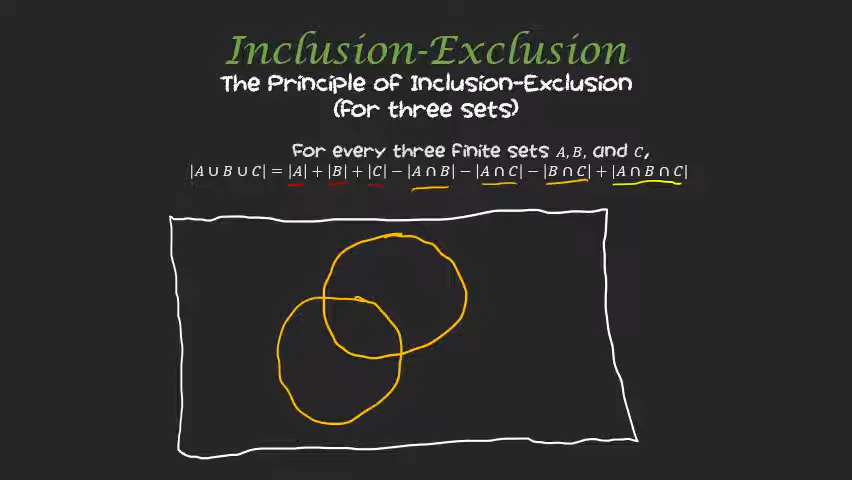 Inclusion-Exclusion
The Principle of Inclusion-Exclusion
(for three sets)
For every three finite sets A, B, and C,
|A ∪ B ∪ C| = |A| + |B| + |C| − |A ∩ B| − |A ∩ C| − |B ∩ C| + |A ∩ B ∩ C|